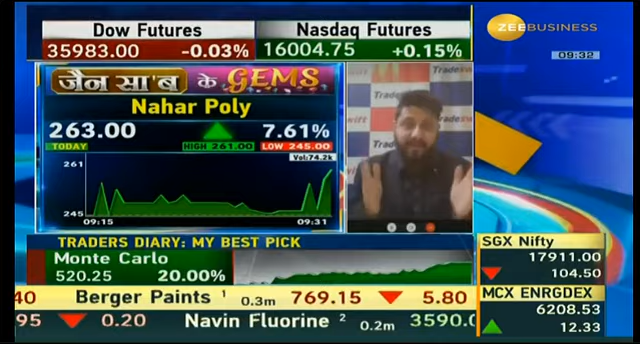 Dow Futures
35983.00 -0.03%
Nasdaq Futures
16004.75 +0.15%
ZEE BUSINESS
09:32
जैन सा'ब के GEMS
Nahar Poly
263.00 7.61%
TODAY HIGH 261.00 LOW 245.00
Vol:74.2k
261
245
09:15 09:31
TRADERS DIARY: MY BEST PICK
Monte Carlo
520.25 20.00%
SGX Nifty
17911.00
104.50
MCX ENRGDEX
6208.53
12.33
40 Berger Paints 1 0.3m 769.15 5.80
95 0.20 Navin Fluorine 2 0.2m 3590.0